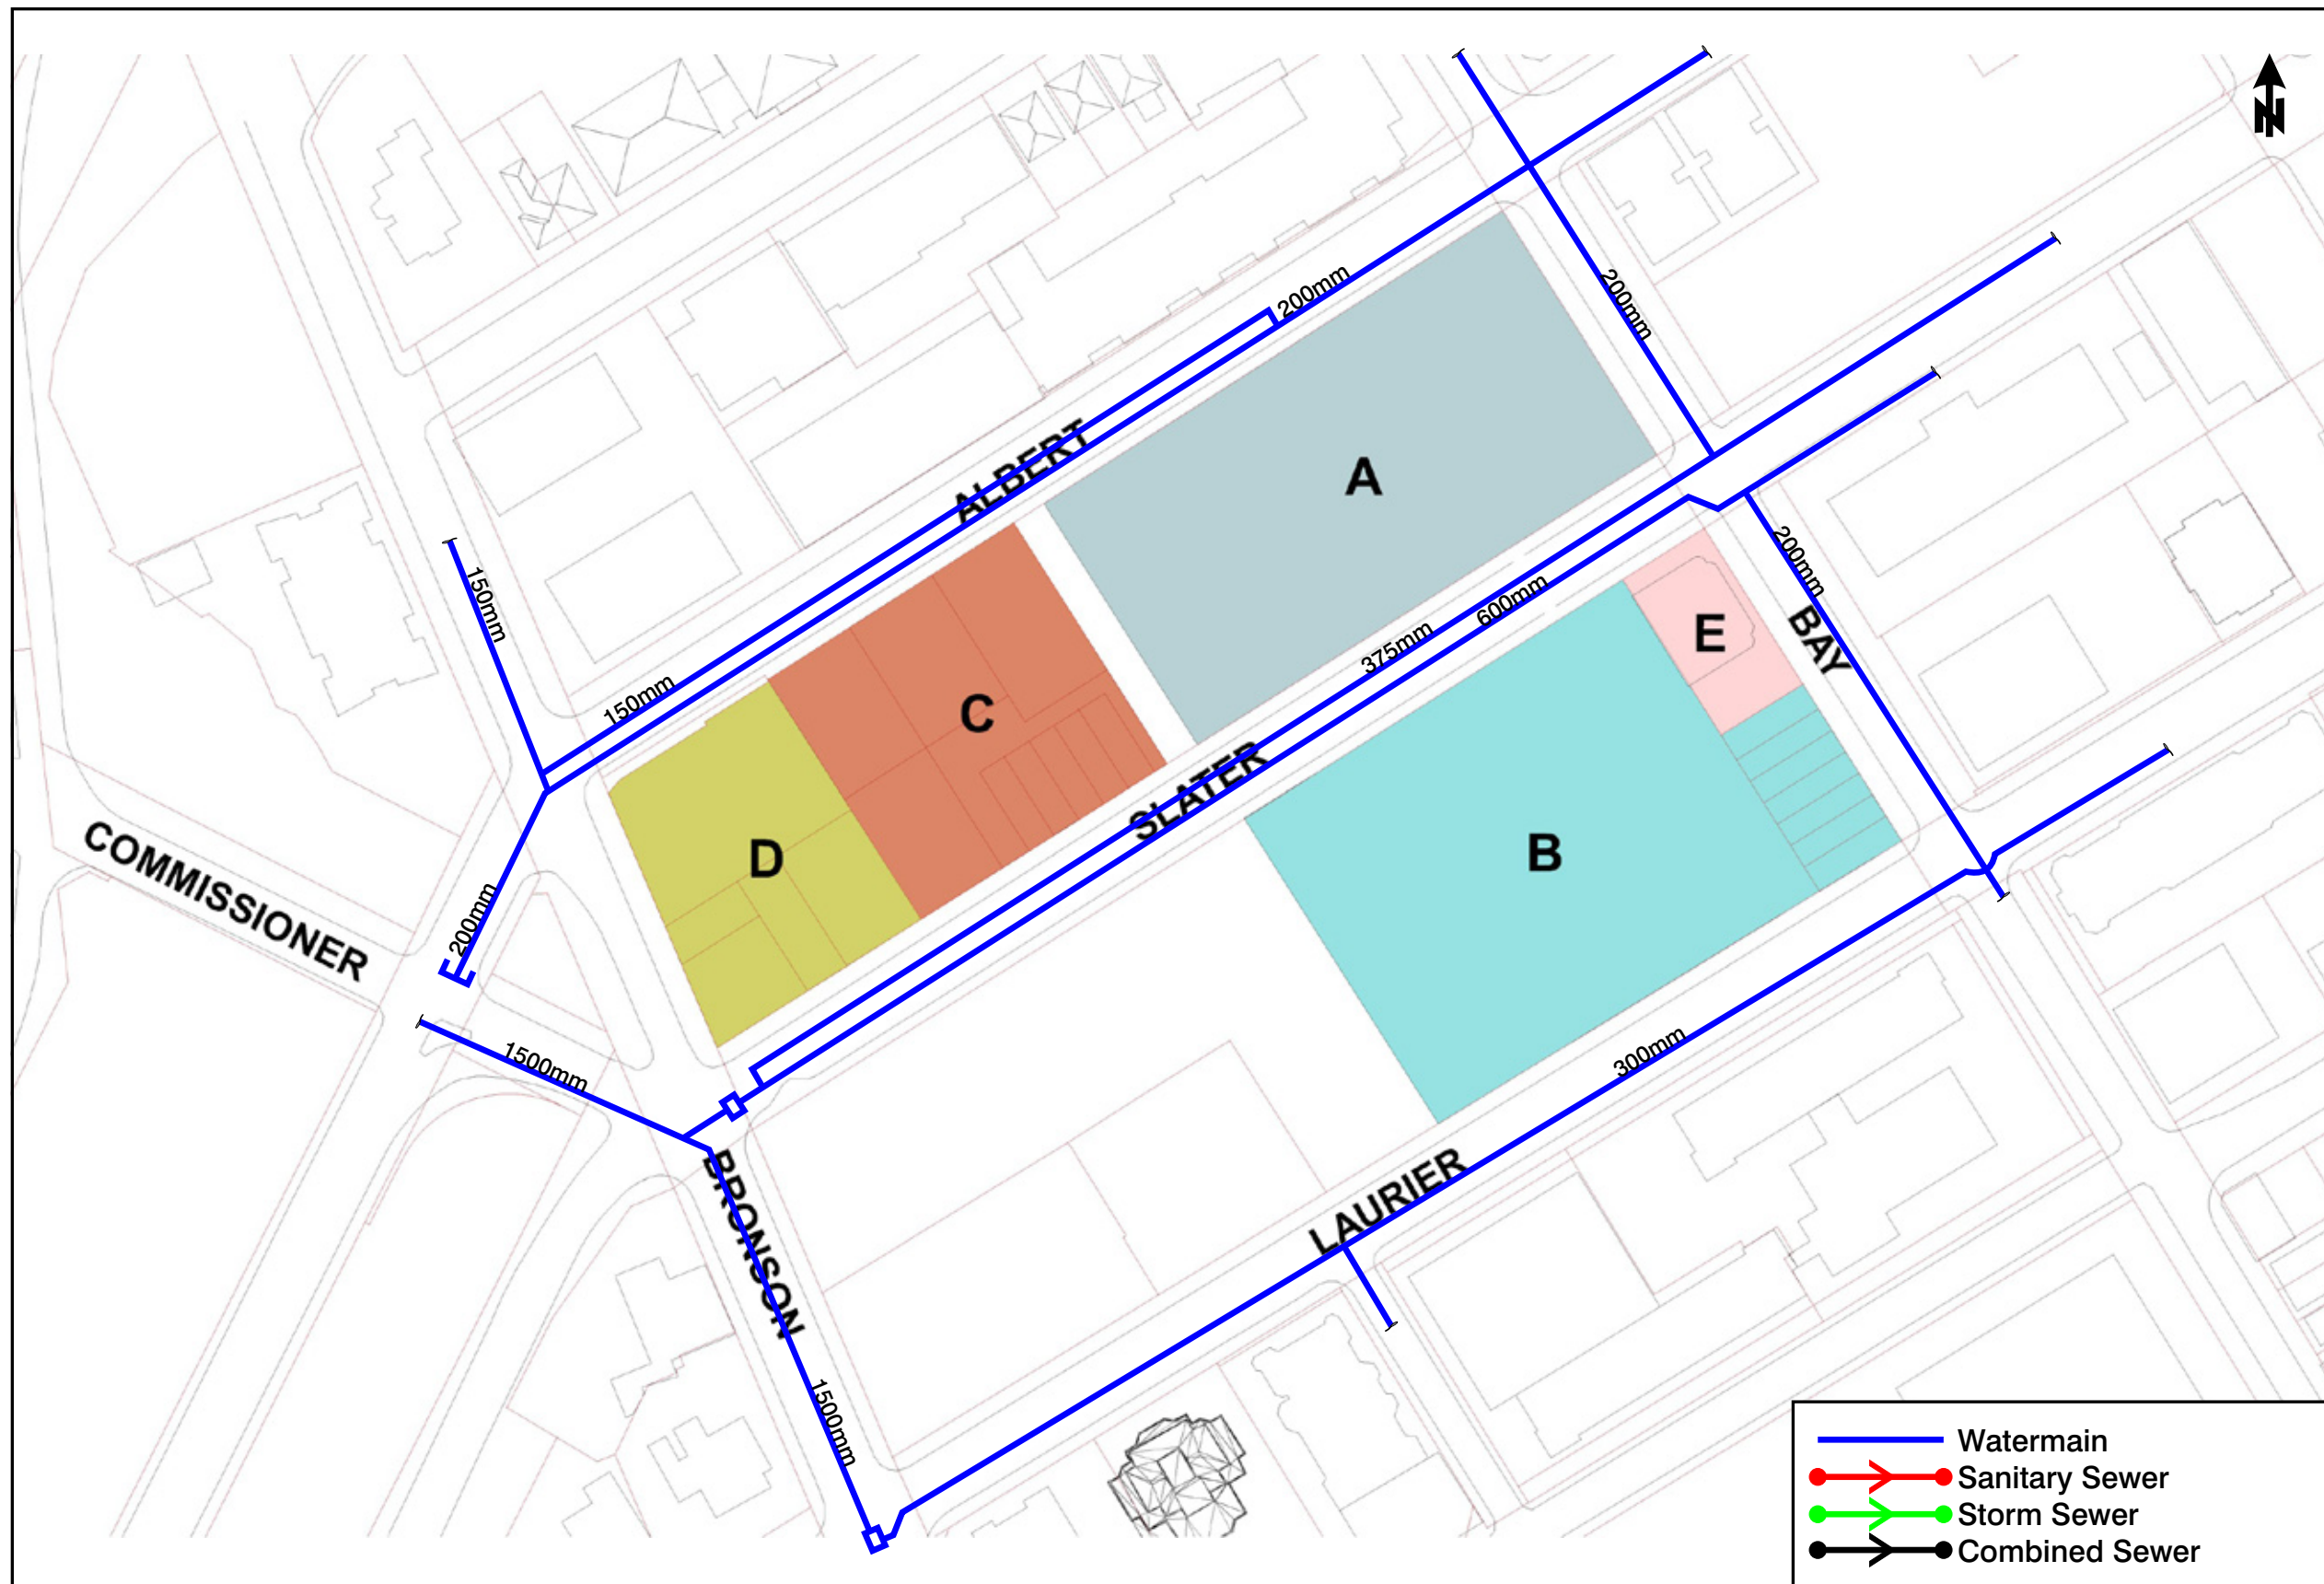 N
200mm
200mm
ALBERT
A
150mm
200mm
600mm
375mm
E
BAY
150mm
C
SLATER
D
B
COMMISSIONER
200mm
1500mm
300mm
LAURIER
BRONSON
1500mm
Watermain
Sanitary Sewer
Storm Sewer
Combined Sewer